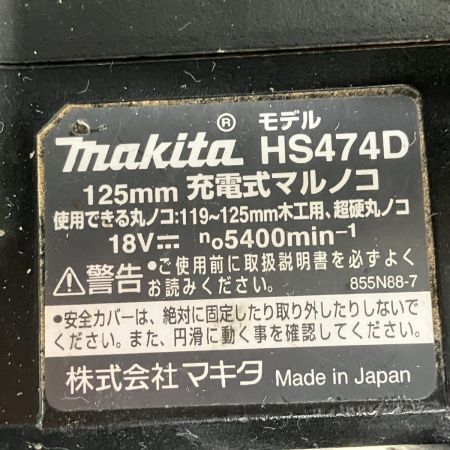 makita® モデル HS474D
125mm 充電式マルノコ
使用できる丸ノコ:119~125mm木工用、超硬丸ノコ
18V⎓ n₀5400min⁻¹
⚠警告 •ご使用前に取扱説明書を必ずよく
お読みください。 855N88-7
•安全カバーは、絶対に固定したり取り外したりしないで
ください。また、円滑に動く事を確認してください。
株式会社 マキタ Made in Japan